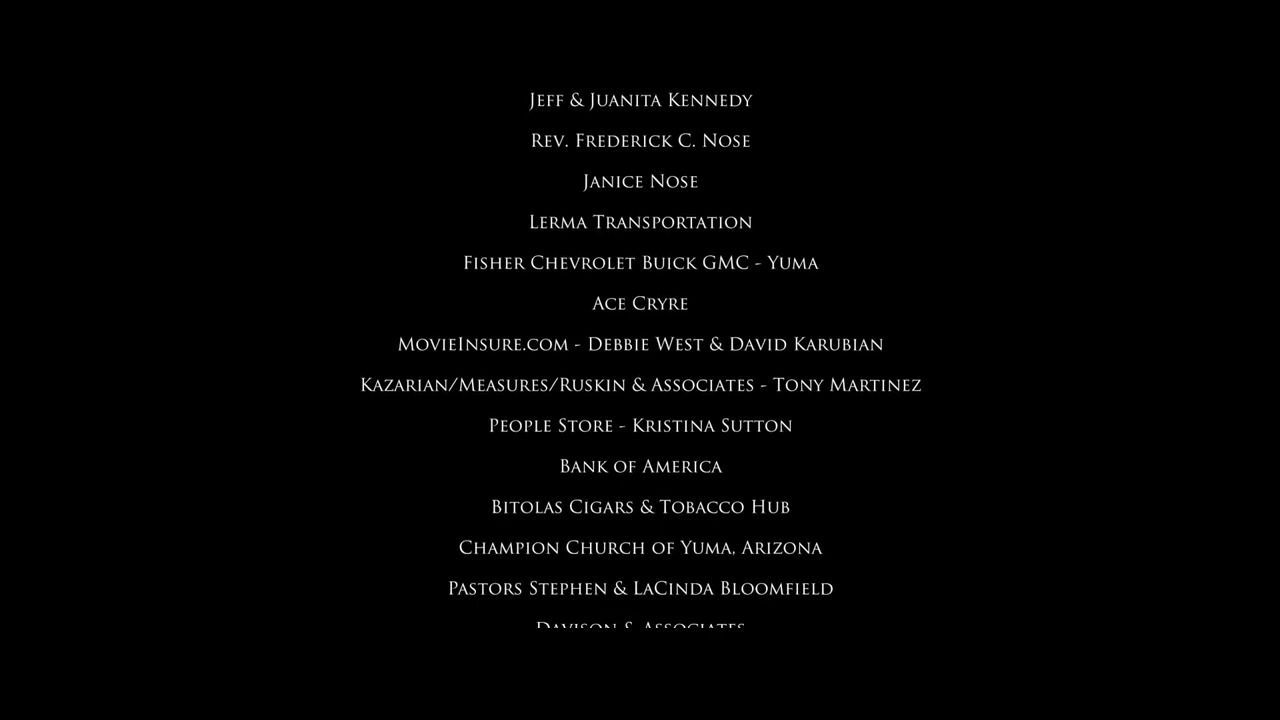 Jeff & Juanita Kennedy
Rev. Frederick C. Nose
Janice Nose
Lerma Transportation
Fisher Chevrolet Buick GMC - Yuma
Ace Cryre
MovieInsure.com - Debbie West & David Karubian
Kazarian/Measures/Ruskin & Associates - Tony Martinez
People Store - Kristina Sutton
Bank of America
Bitolas Cigars & Tobacco Hub
Champion Church of Yuma, Arizona
Pastors Stephen & LaCinda Bloomfield
Davison & Associates